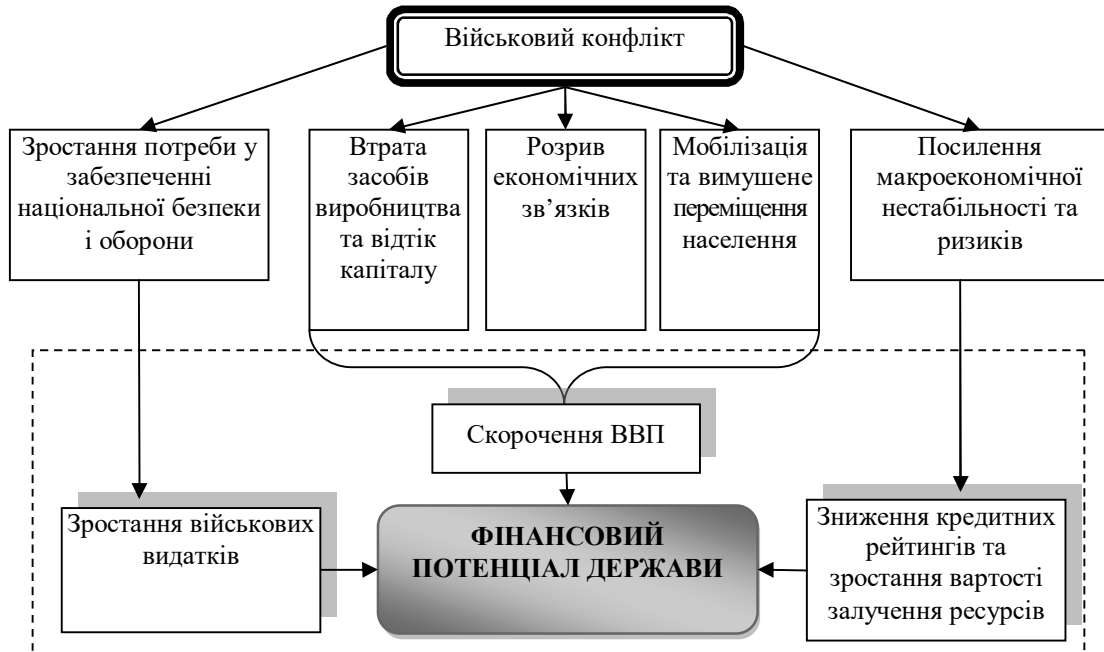 Військовий конфлікт
Зростання потреби у
забезпеченні
національної безпеки
і оборони
Втрата
засобів
виробництва
та відтік
капіталу
Розрив
економічних
зв’язків
Мобілізація
та вимушене
переміщення
населення
Посилення
макроекономічної
нестабільності та
ризиків
Скорочення ВВП
Зростання військових
видатків
ФІНАНСОВИЙ
ПОТЕНЦІАЛ ДЕРЖАВИ
Зниження кредитних
рейтингів та
зростання вартості
залучення ресурсів